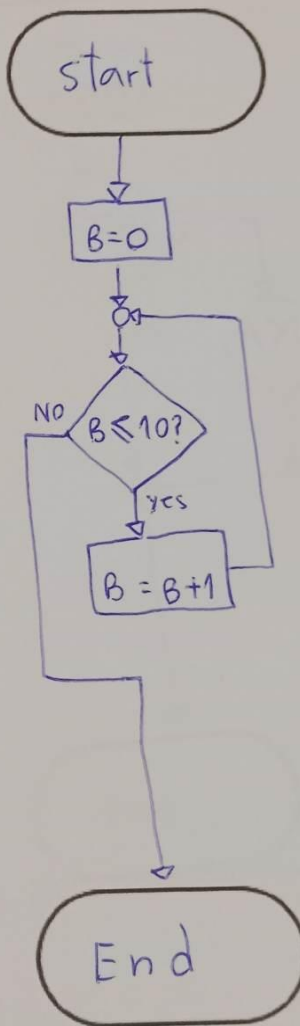 start
B=0
B≤10?
NO
yes
B = B+1
End